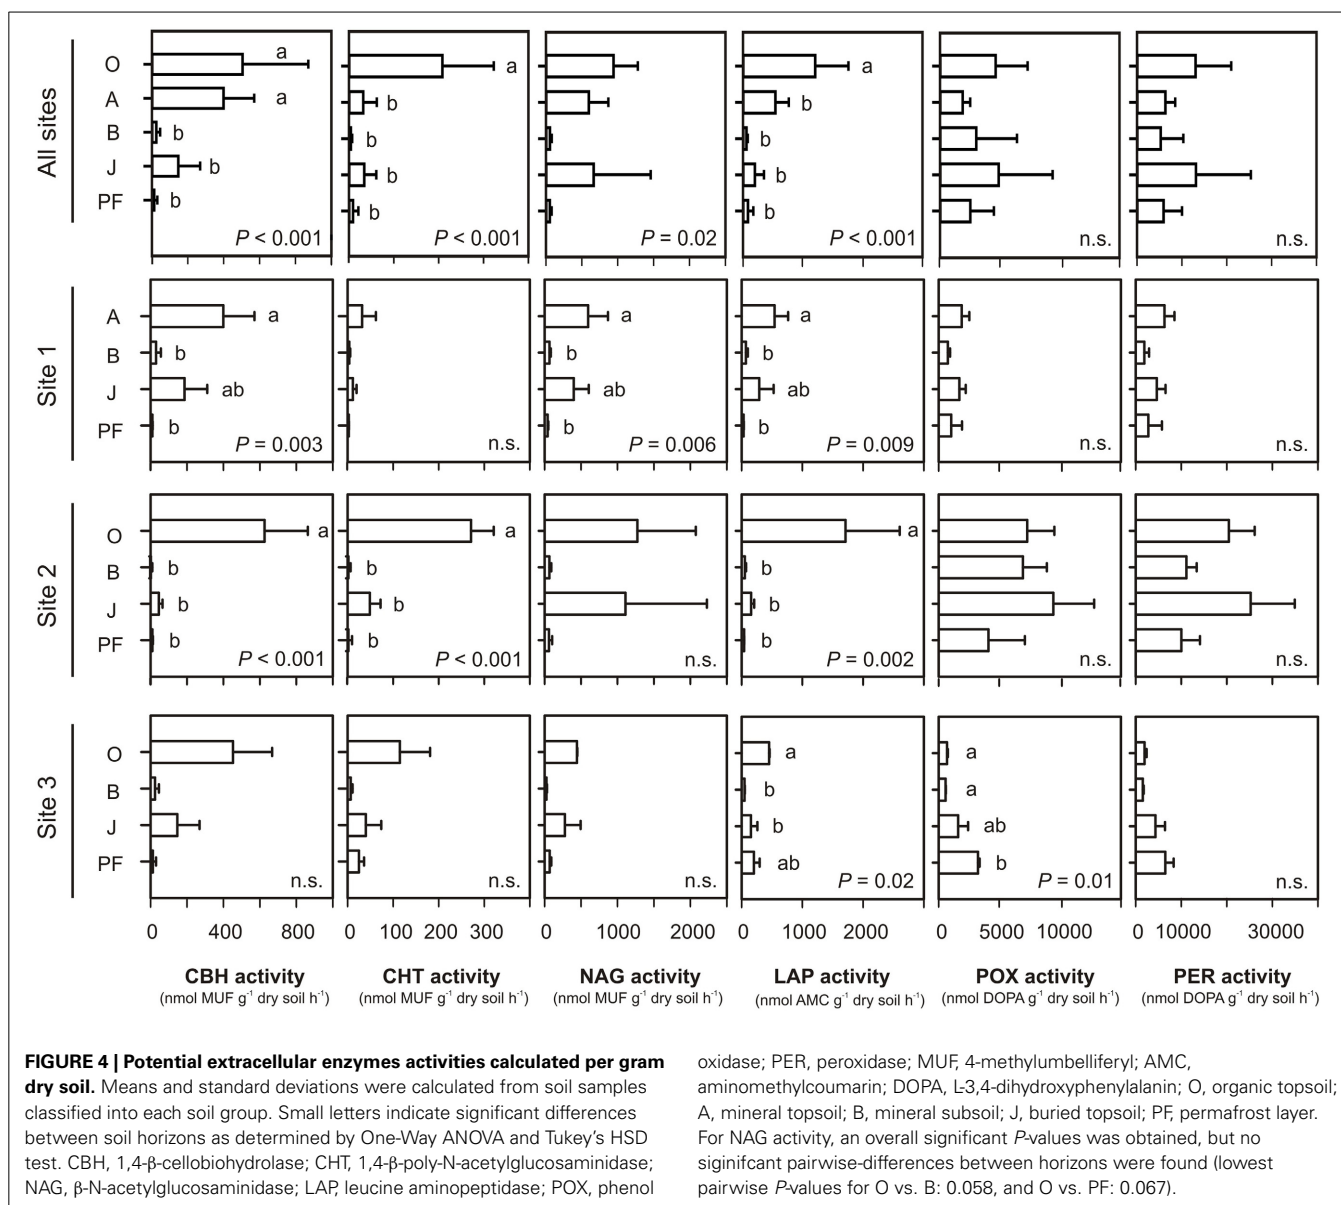 All sites
O
a
a
A
a
b
b
B
b
b
b
J
b
b
b
PF
b
b
b
P < 0.001
P < 0.001
P = 0.02
P < 0.001
n.s.
n.s.
Site 1
A
a
a
a
B
b
b
b
J
ab
ab
ab
PF
b
b
b
P = 0.003
n.s.
P = 0.006
P = 0.009
n.s.
n.s.
Site 2
O
a
a
a
B
b
b
b
J
b
b
b
PF
b
b
b
P < 0.001
P < 0.001
n.s.
P = 0.002
n.s.
n.s.
Site 3
O
a
a
B
b
a
J
b
ab
PF
ab
b
n.s.
n.s.
n.s.
P = 0.02
P = 0.01
n.s.
0 400 800
0 100 200 300
0 1000 2000
0 1000 2000
0 5000 10000
0 10000 30000
CBH activity
(nmol MUF g⁻¹ dry soil h⁻¹)
CHT activity
(nmol MUF g⁻¹ dry soil h⁻¹)
NAG activity
(nmol MUF g⁻¹ dry soil h⁻¹)
LAP activity
(nmol AMC g⁻¹ dry soil h⁻¹)
POX activity
(nmol DOPA g⁻¹ dry soil h⁻¹)
PER activity
(nmol DOPA g⁻¹ dry soil h⁻¹)
FIGURE 4 | Potential extracellular enzymes activities calculated per gram
dry soil. Means and standard deviations were calculated from soil samples
classified into each soil group. Small letters indicate significant differences
between soil horizons as determined by One-Way ANOVA and Tukey's HSD
test. CBH, 1,4-β-cellobiohydrolase; CHT, 1,4-β-poly-N-acetylglucosaminidase;
NAG, β-N-acetylglucosaminidase; LAP, leucine aminopeptidase; POX, phenol
oxidase; PER, peroxidase; MUF, 4-methylumbelliferyl; AMC,
aminomethylcoumarin; DOPA, L-3,4-dihydroxyphenylalanin; O, organic topsoil;
A, mineral topsoil; B, mineral subsoil; J, buried topsoil; PF, permafrost layer.
For NAG activity, an overall significant P-values was obtained, but no
siginifcant pairwise-differences between horizons were found (lowest
pairwise P-values for O vs. B: 0.058, and O vs. PF: 0.067).